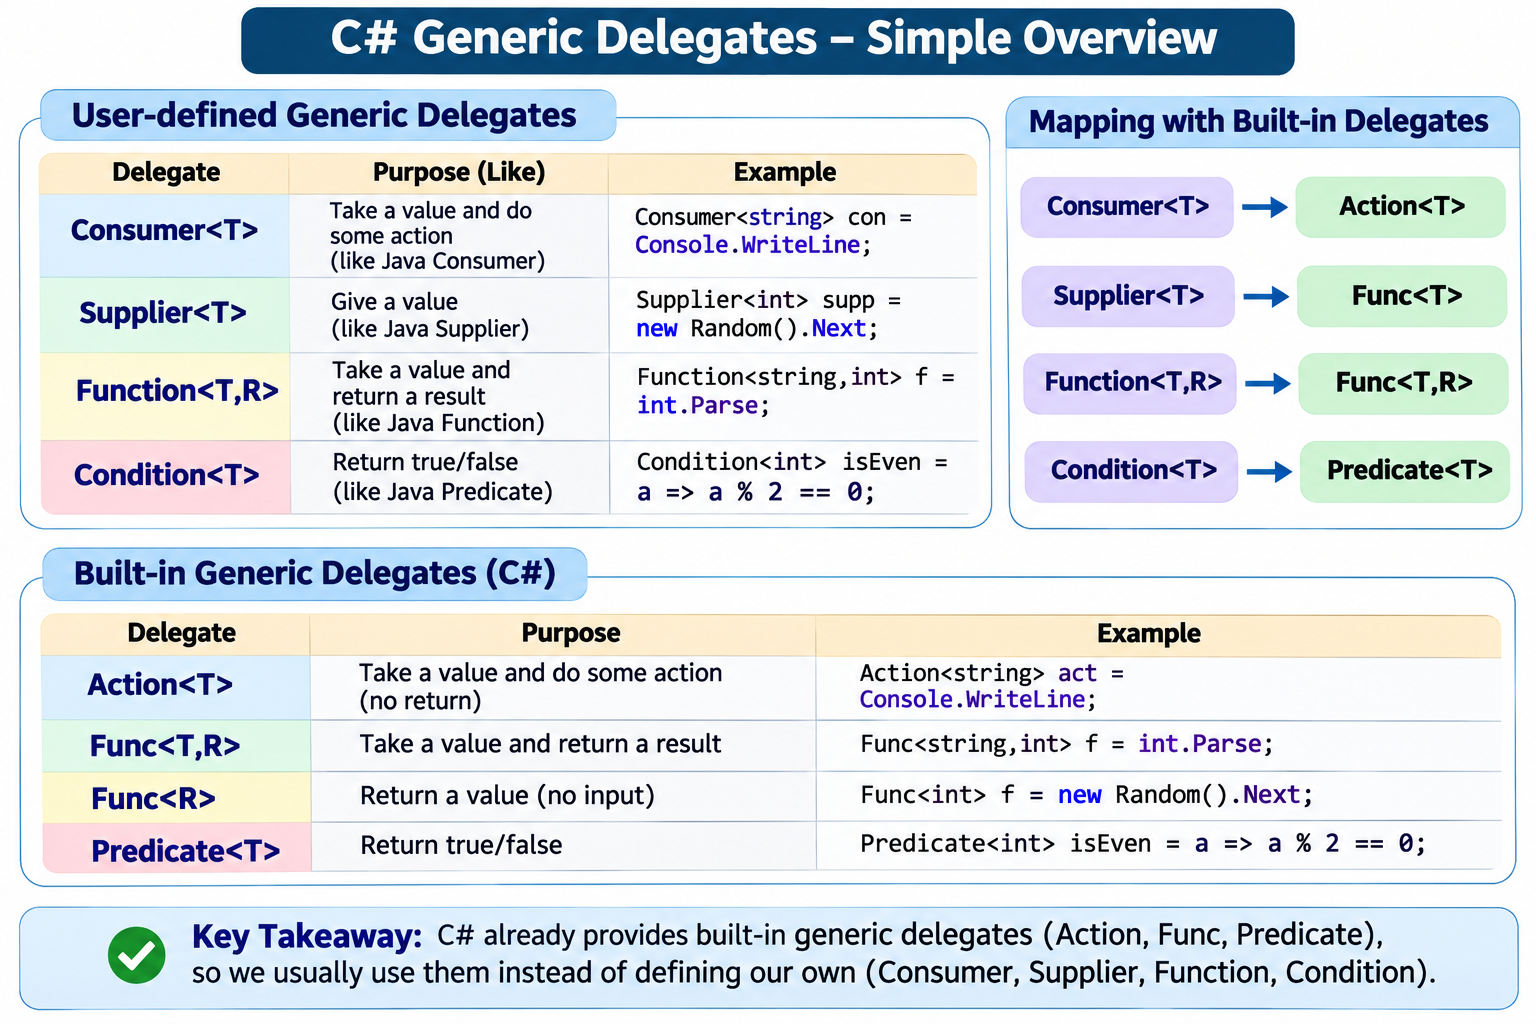 C# Generic Delegates – Simple Overview
User-defined Generic Delegates
Delegate
Purpose (Like)
Example
Consumer<T>
Take a value and do
some action
(like Java Consumer)
Consumer<string> con =
Console.WriteLine;
Supplier<T>
Give a value
(like Java Supplier)
Supplier<int> supp =
new Random().Next;
Function<T,R>
Take a value and
return a result
(like Java Function)
Function<string,int> f =
int.Parse;
Condition<T>
Return true/false
(like Java Predicate)
Condition<int> isEven =
a => a % 2 == 0;
Mapping with Built-in Delegates
Consumer<T>
Action<T>
Supplier<T>
Func<T>
Function<T,R>
Func<T,R>
Condition<T>
Predicate<T>
Built-in Generic Delegates (C#)
Delegate
Purpose
Example
Action<T>
Take a value and do some action
(no return)
Action<string> act =
Console.WriteLine;
Func<T,R>
Take a value and return a result
Func<string,int> f = int.Parse;
Func<R>
Return a value (no input)
Func<int> f = new Random().Next;
Predicate<T>
Return true/false
Predicate<int> isEven = a => a % 2 == 0;
Key Takeaway: C# already provides built-in generic delegates (Action, Func, Predicate),
so we usually use them instead of defining our own (Consumer, Supplier, Function, Condition).